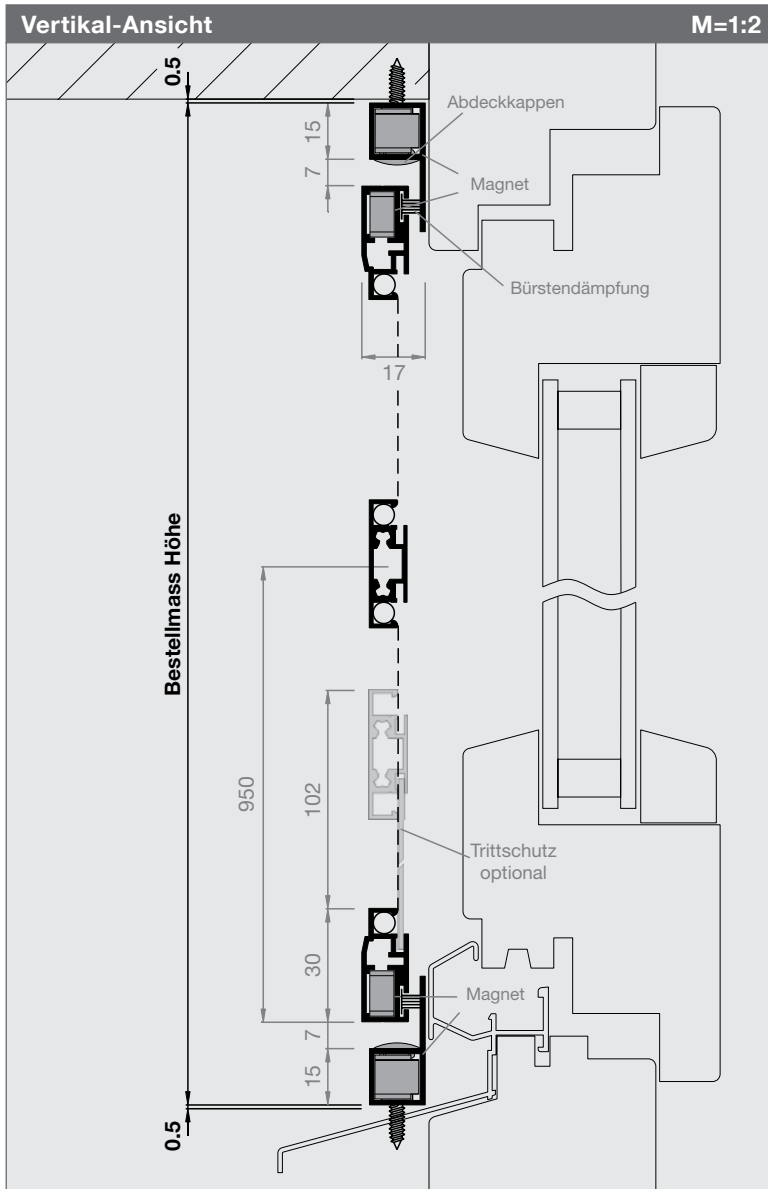 Vertikal-Ansicht M=1:2
0.5
15
Abdeckkappen
7
Magnet
Bürstendämpfung
17
Bestellmass Höhe
950
102
Trittschutz
optional
30
Magnet
7
15
0.5